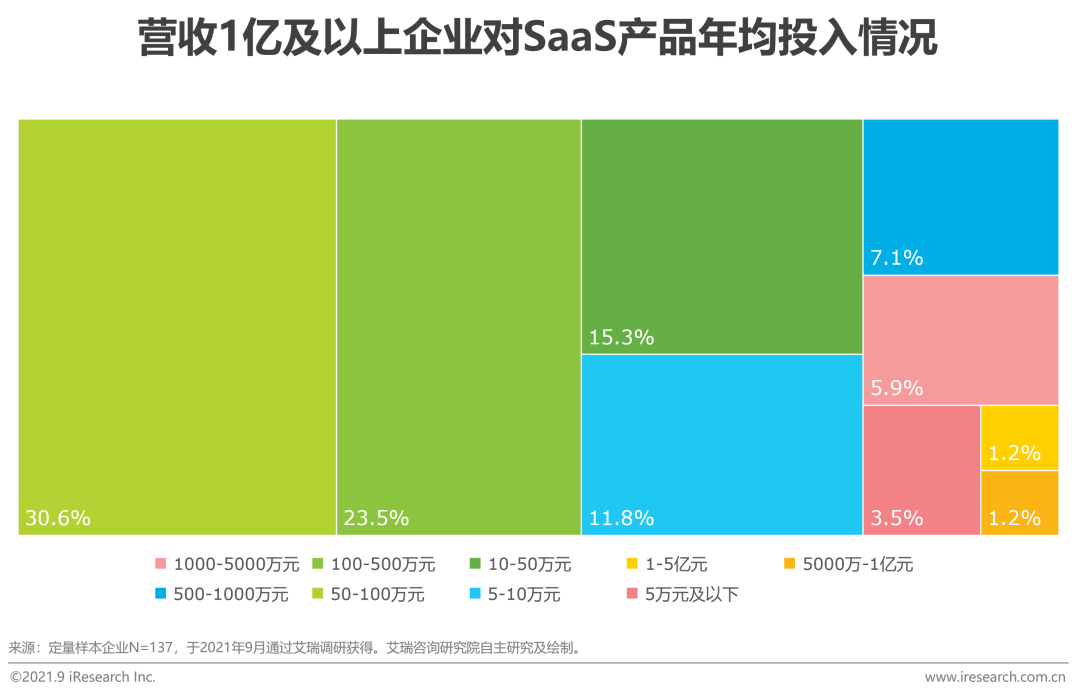 营收1亿及以上企业对SaaS产品年均投入情况
7.1%
15.3%
5.9%
1.2%
30.6%
23.5%
11.8%
3.5%
1.2%
1000-5000万元 100-500万元 10-50万元 1-5亿元 5000万-1亿元
500-1000万元 50-100万元 5-10万元 5万元及以下
来源：定量样本企业N=137，于2021年9月通过艾瑞调研获得。艾瑞咨询研究院自主研究及绘制。
©2021.9 iResearch Inc. www.iresearch.com.cn